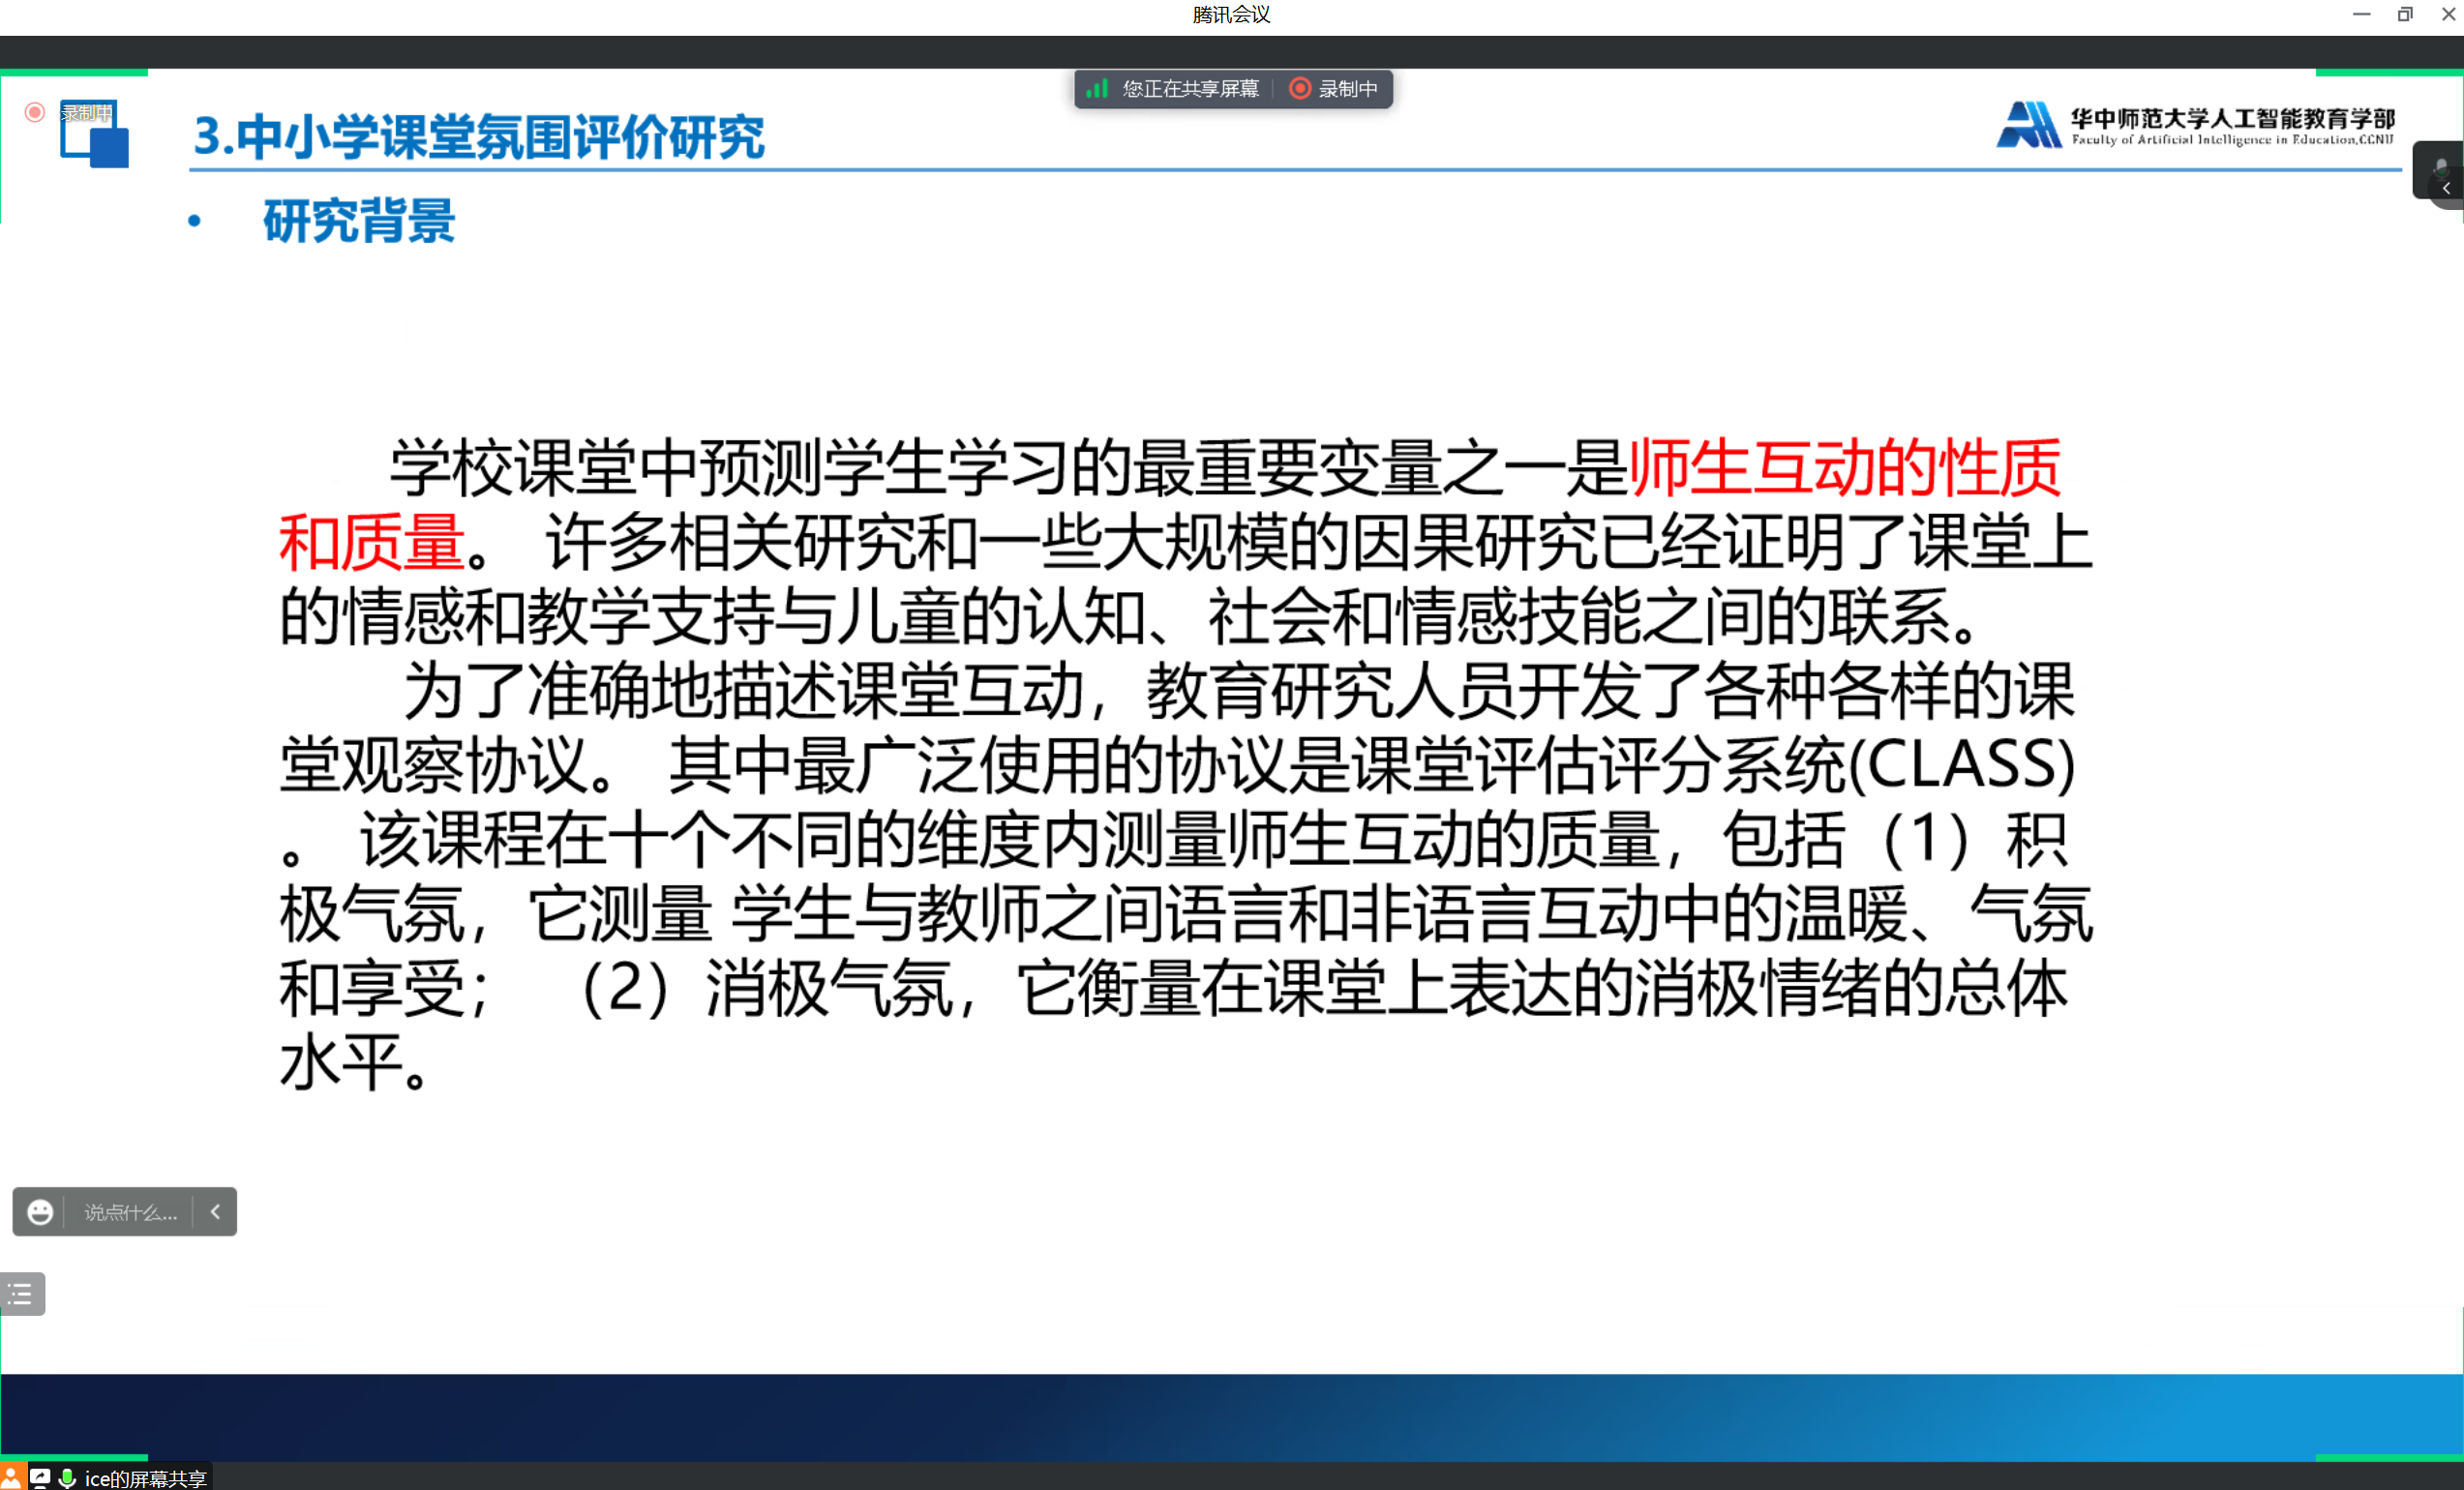 腾讯会议
您正在共享屏幕 录制中
录制中
3.中小学课堂氛围评价研究
华中师范大学人工智能教育学部
Faculty of Artificial Intelligence in Education,CCNU
• 研究背景
学校课堂中预测学生学习的最重要变量之一是师生互动的性质
和质量。 许多相关研究和一些大规模的因果研究已经证明了课堂上
的情感和教学支持与儿童的认知、社会和情感技能之间的联系。
为了准确地描述课堂互动，教育研究人员开发了各种各样的课
堂观察协议。 其中最广泛使用的协议是课堂评估评分系统(CLASS)
。 该课程在十个不同的维度内测量师生互动的质量，包括（1）积
极气氛，它测量 学生与教师之间语言和非语言互动中的温暖、气氛
和享受； （2）消极气氛，它衡量在课堂上表达的消极情绪的总体
水平。
说点什么...
ice的屏幕共享